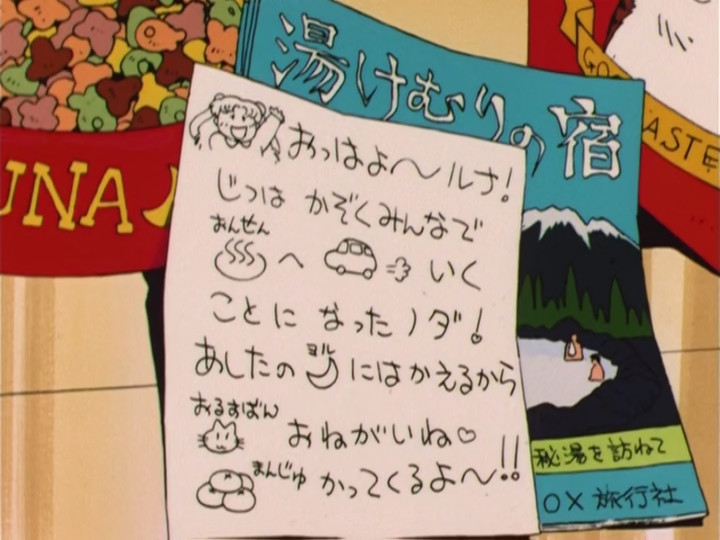 湯けむりの宿
UNA
ASTE
おっはよ〜ルナ!
じつは かぞくみんなで
おんせん
へ いく
ことに なったノダ!
あしたの ヨル にはかえるから
おるすばん
おねがいね♡
まんじゅ かってくるよ〜!!
秘湯を訪ねて
○×旅行社